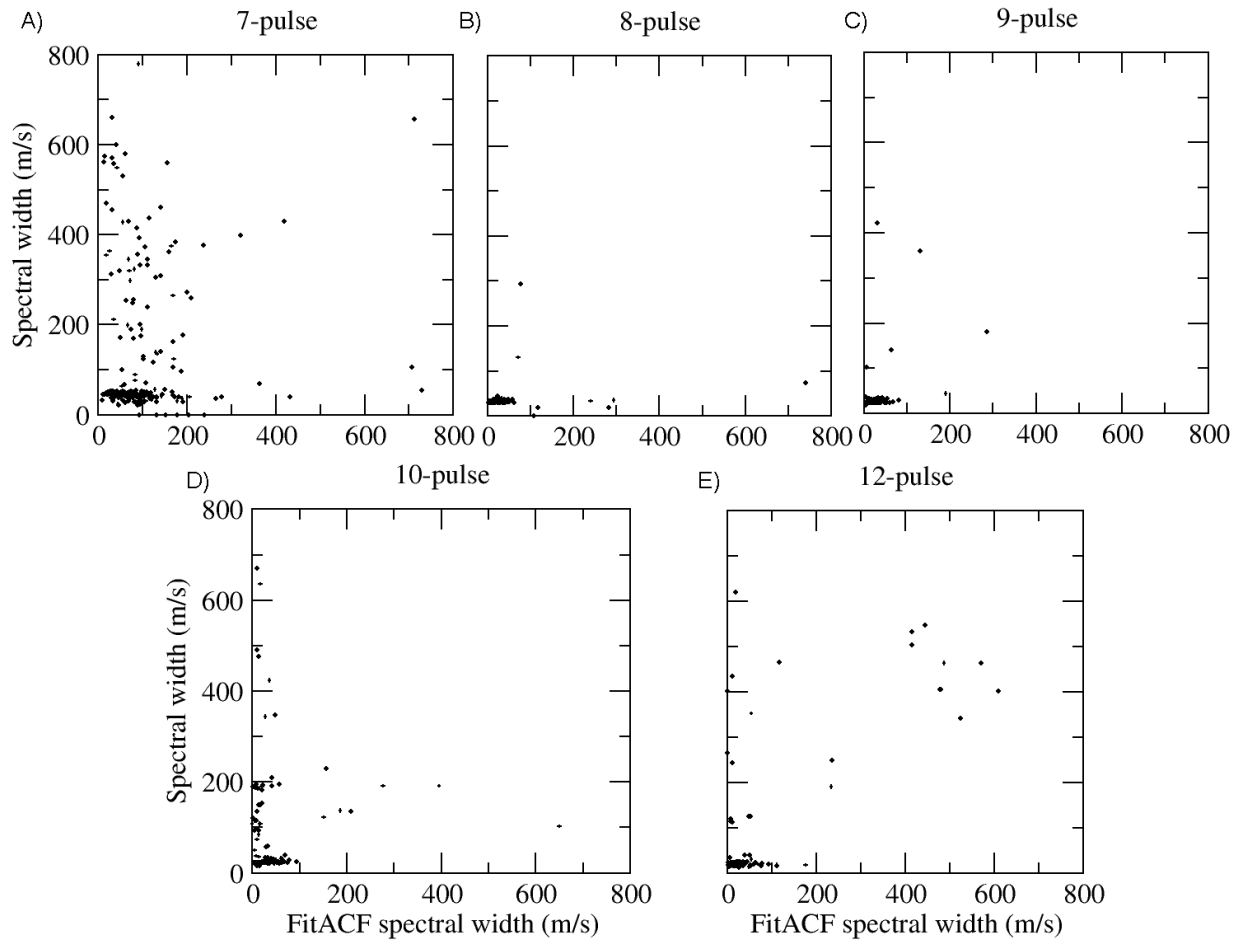 A) 7-pulse
B) 8-pulse
C) 9-pulse
Spectral width (m/s)
800
600
400
200
0
0 200 400 600 800
0 200 400 600 800
0 200 400 600 800
D) 10-pulse
E) 12-pulse
Spectral width (m/s)
800
600
400
200
0
0 200 400 600 800
0 200 400 600 800
FitACF spectral width (m/s)
FitACF spectral width (m/s)